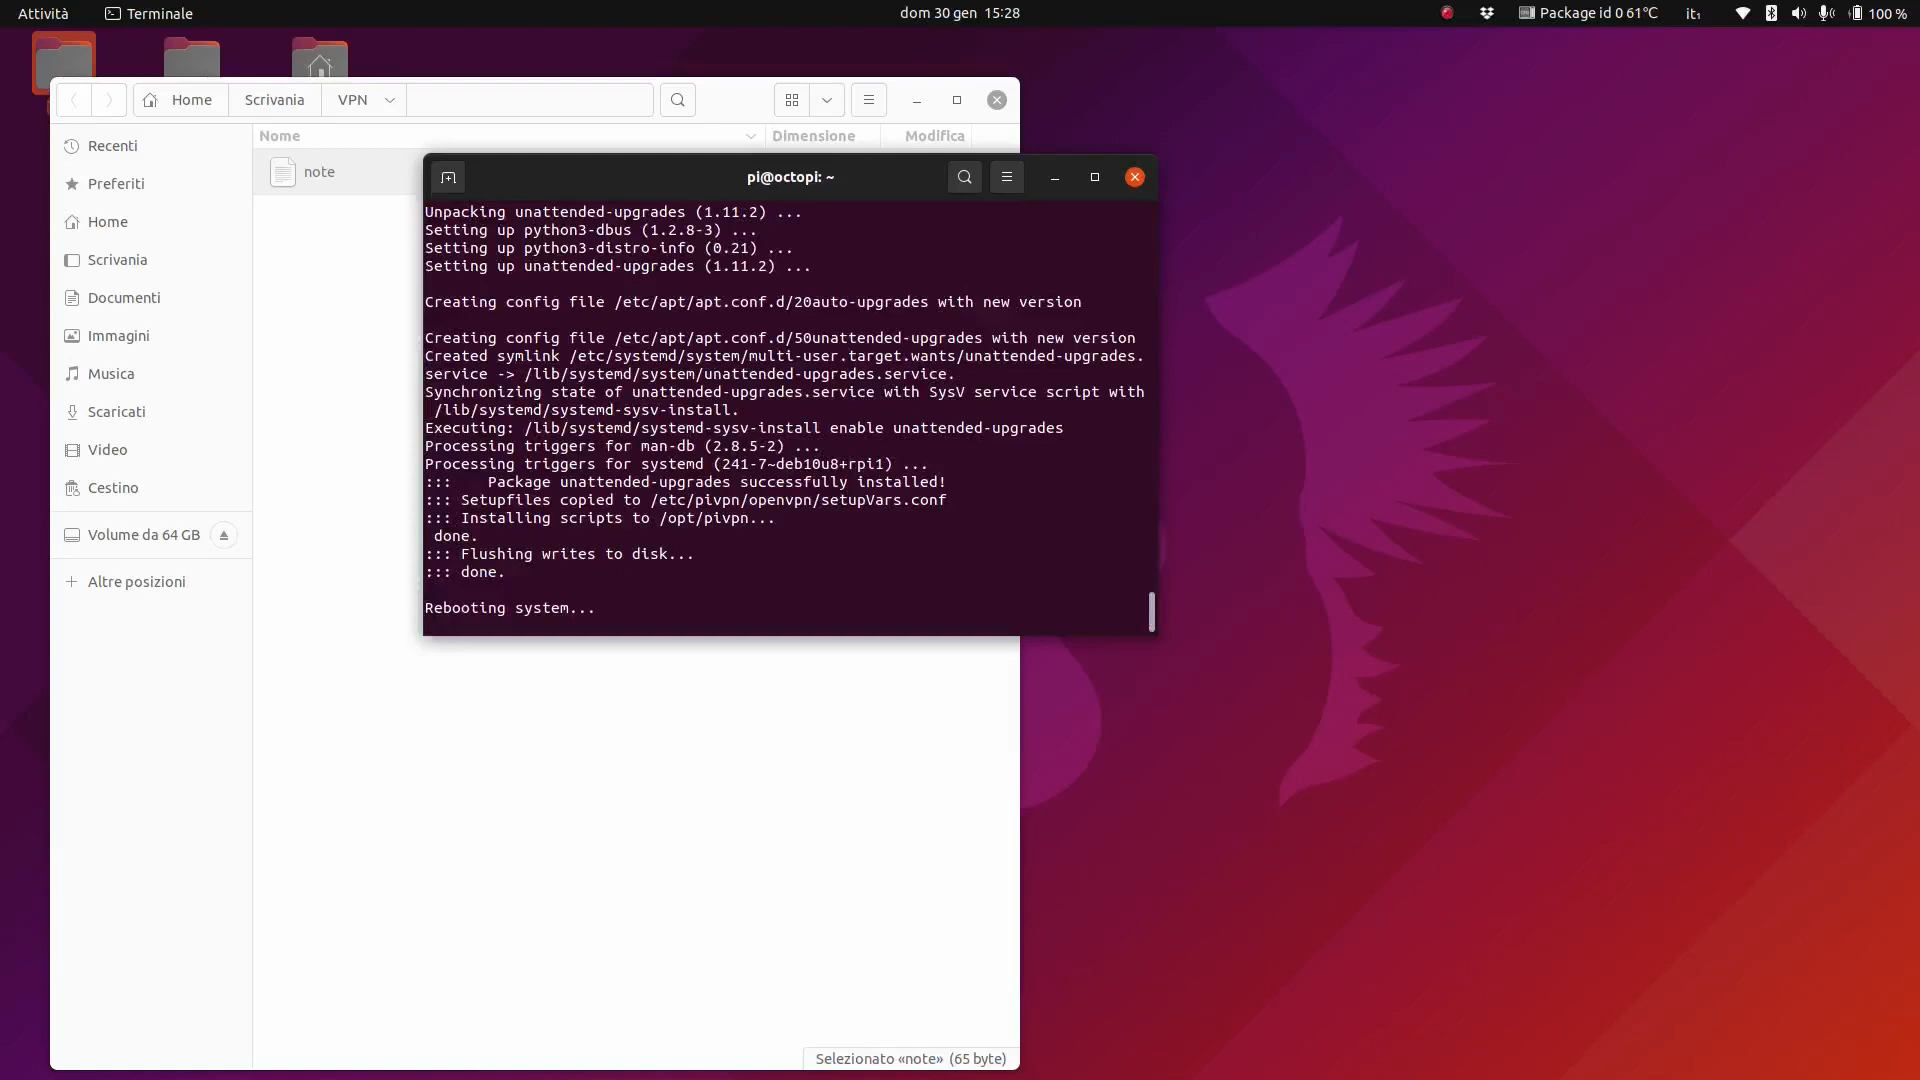 Attività
Terminale
dom 30 gen 15:28
Package id 0 61°C
it₁
100 %
Home
Scrivania
VPN
Nome
Dimensione
Modifica
Recenti
Preferiti
Home
Scrivania
Documenti
Immagini
Musica
Scaricati
Video
Cestino
Volume da 64 GB
Altre posizioni
note
pi@octopi: ~
Unpacking unattended-upgrades (1.11.2) ...
Setting up python3-dbus (1.2.8-3) ...
Setting up python3-distro-info (0.21) ...
Setting up unattended-upgrades (1.11.2) ...
Creating config file /etc/apt/apt.conf.d/20auto-upgrades with new version
Creating config file /etc/apt/apt.conf.d/50unattended-upgrades with new version
Created symlink /etc/systemd/system/multi-user.target.wants/unattended-upgrades.
service -> /lib/systemd/system/unattended-upgrades.service.
Synchronizing state of unattended-upgrades.service with SysV service script with
/lib/systemd/systemd-sysv-install.
Executing: /lib/systemd/systemd-sysv-install enable unattended-upgrades
Processing triggers for man-db (2.8.5-2) ...
Processing triggers for systemd (241-7~deb10u8+rpi1) ...
:::    Package unattended-upgrades successfully installed!
::: Setupfiles copied to /etc/pivpn/openvpn/setupVars.conf
::: Installing scripts to /opt/pivpn...
done.
::: Flushing writes to disk...
::: done.
Rebooting system...
Selezionato «note» (65 byte)